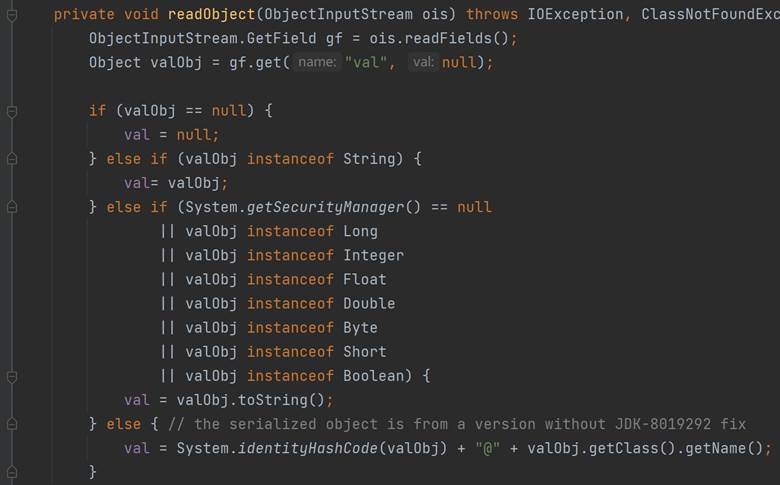 private void readObject(ObjectInputStream ois) throws IOException, ClassNotFoundExc
ObjectInputStream.GetField gf = ois.readFields();
Object valObj = gf.get( name: "val", val: null);
if (valObj == null) {
val = null;
} else if (valObj instanceof String) {
val= valObj;
} else if (System.getSecurityManager() == null
|| valObj instanceof Long
|| valObj instanceof Integer
|| valObj instanceof Float
|| valObj instanceof Double
|| valObj instanceof Byte
|| valObj instanceof Short
|| valObj instanceof Boolean) {
val = valObj.toString();
} else { // the serialized object is from a version without JDK-8019292 fix
val = System.identityHashCode(valObj) + "@" + valObj.getClass().getName();
}